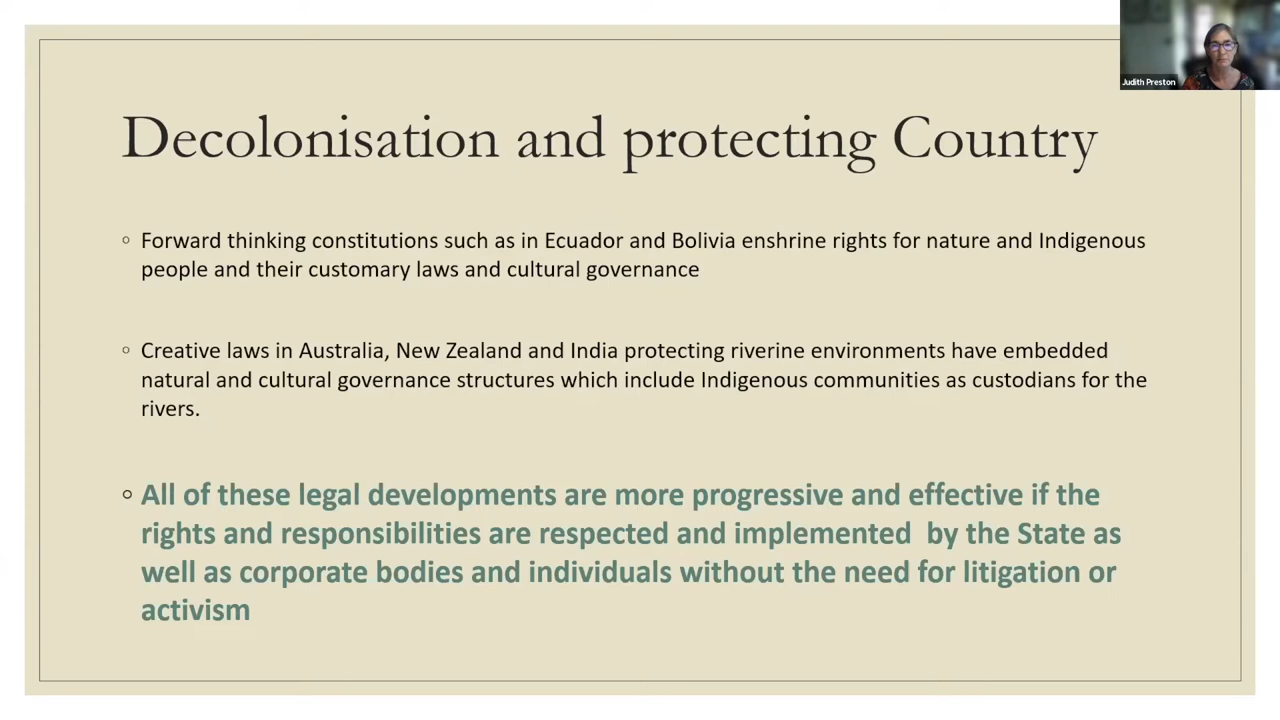 Judith Preston
Decolonisation and protecting Country
◦ Forward thinking constitutions such as in Ecuador and Bolivia enshrine rights for nature and Indigenous
people and their customary laws and cultural governance
◦ Creative laws in Australia, New Zealand and India protecting riverine environments have embedded
natural and cultural governance structures which include Indigenous communities as custodians for the
rivers.
◦ All of these legal developments are more progressive and effective if the
rights and responsibilities are respected and implemented  by the State as
well as corporate bodies and individuals without the need for litigation or
activism